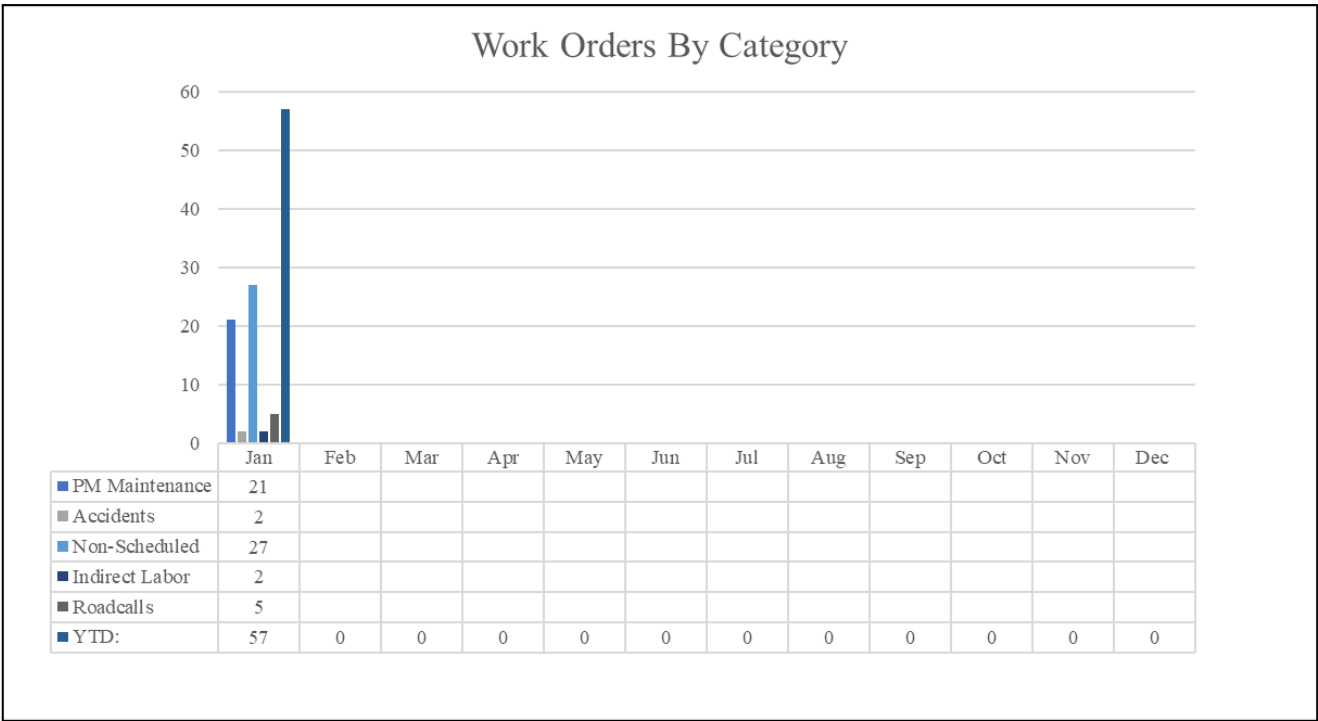 Work Orders By Category
60
50
40
30
20
10
0
Jan Feb Mar Apr May Jun Jul Aug Sep Oct Nov Dec
PM Maintenance 21
Accidents 2
Non-Scheduled 27
Indirect Labor 2
Roadcalls 5
YTD: 57 0 0 0 0 0 0 0 0 0 0 0